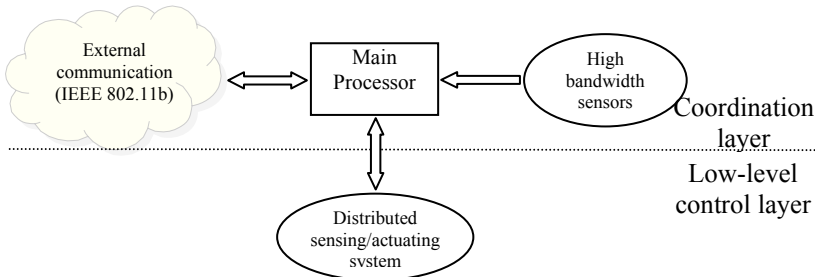 External
communication
(IEEE 802.11b)
Main
Processor
High
bandwidth
sensors
Coordination
layer
Low-level
control layer
Distributed
sensing/actuating
system